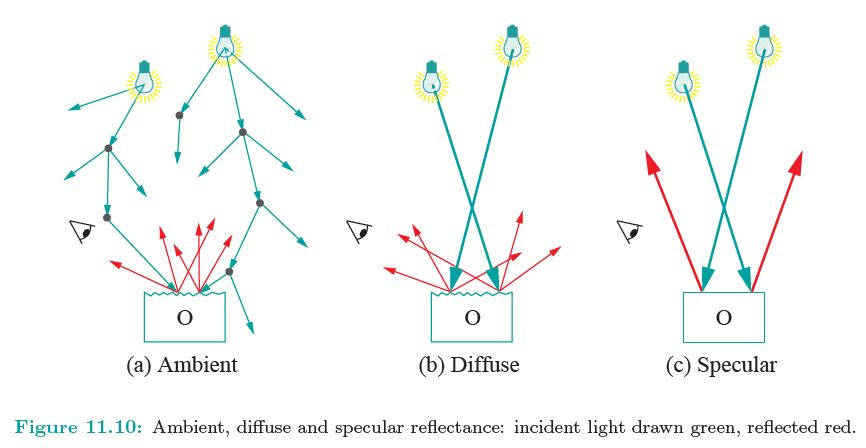 O
O
O
(a) Ambient
(b) Diffuse
(c) Specular
Figure 11.10: Ambient, diffuse and specular reflectance: incident light drawn green, reflected red.